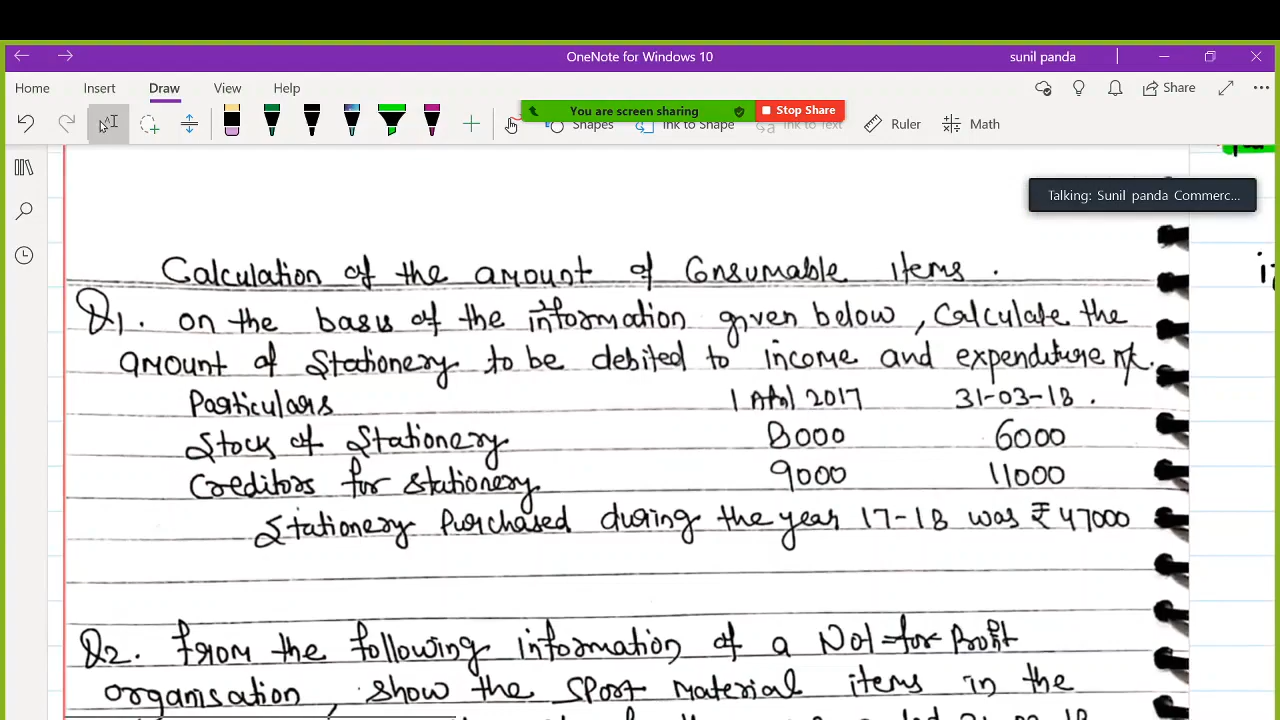 OneNote for Windows 10
sunil panda
Home Insert Draw View Help
You are screen sharing
Stop Share
Share
Shapes
Ink to Shape
Ink to Text
Ruler
Math
Talking: Sunil panda Commerc...
Calculation of the amount of Consumable items.
Q1. on the basis of the information given below, Calculate the
amount of Stationery to be debited to income and expenditure A/c.
Particulars 1 April 2017 31-03-18.
Stock of Stationery 8000 6000
Creditors for Stationery 9000 11000
Stationery Purchased during the year 17-18 was ₹ 47000
Q2. from the following information of a Not-for Profit
organisation, show the Sport Material items in the